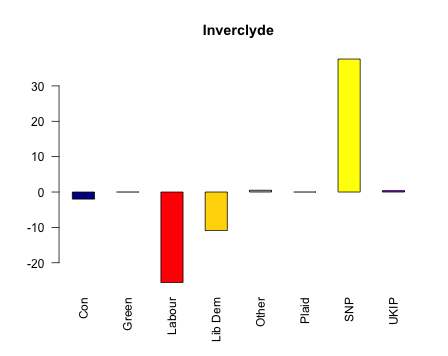 Inverclyde
30
20
10
0
-10
-20
Con
Green
Labour
Lib Dem
Other
Plaid
SNP
UKIP